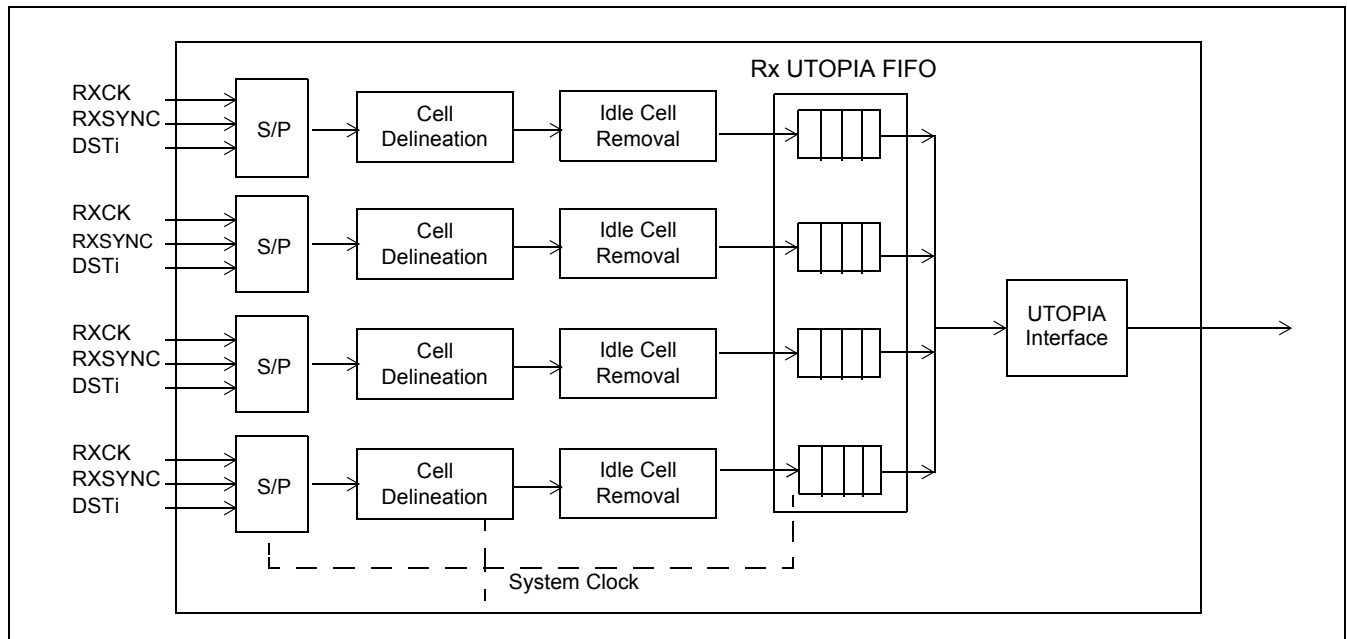 Rx UTOPIA FIFO
RXCK
RXSYNC
DSTi
S/P
Cell
Delineation
Idle Cell
Removal
RXCK
RXSYNC
DSTi
S/P
Cell
Delineation
Idle Cell
Removal
UTOPIA
Interface
RXCK
RXSYNC
DSTi
S/P
Cell
Delineation
Idle Cell
Removal
RXCK
RXSYNC
DSTi
S/P
Cell
Delineation
Idle Cell
Removal
System Clock